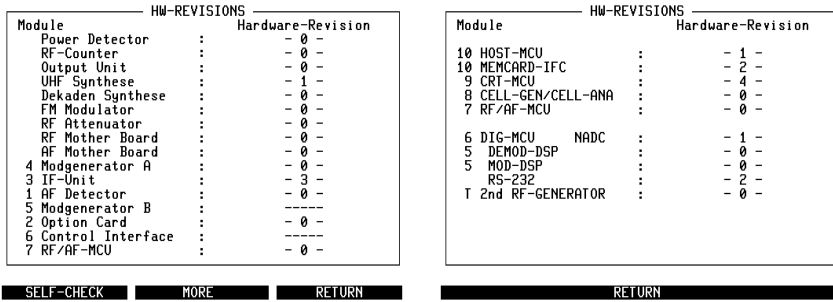 HW-REVISIONS
Module Hardware-Revision
Power Detector : - 0 -
RF-Counter : - 0 -
Output Unit : - 0 -
UHF Synthese : - 1 -
Dekaden Synthese : - 0 -
FM Modulator : - 0 -
RF Attenuator : - 0 -
RF Mother Board : - 0 -
AF Mother Board : - 0 -
4 Modgenerator A : - 0 -
3 IF-Unit : - 3 -
1 AF Detector : - 0 -
5 Modgenerator B : -----
2 Option Card : - 0 -
6 Control Interface : -----
7 RF/AF-MCU : - 0 -
SELF-CHECK MORE RETURN
HW-REVISIONS
Module Hardware-Revision
10 HOST-MCU : - 1 -
10 MEMCARD-IFC : - 2 -
9 CRT-MCU : - 4 -
8 CELL-GEN/CELL-ANA : - 0 -
7 RF/AF-MCU : - 0 -
6 DIG-MCU NADC : - 1 -
5 DEMOD-DSP : - 0 -
5 MOD-DSP : - 0 -
RS-232 : - 2 -
T 2nd RF-GENERATOR : - 0 -
RETURN